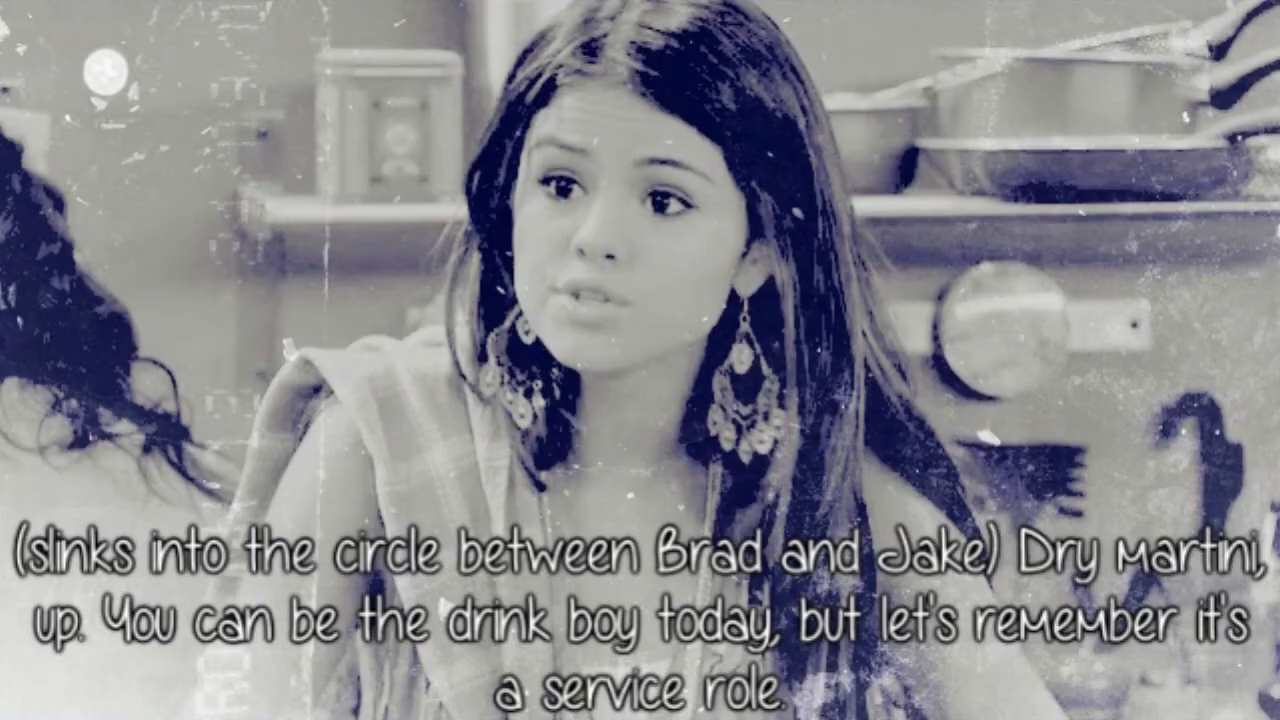 (slinks into the circle between Brad and Jake) Dry martini,
up. You can be the drink boy today, but let's remember it's
a service role.